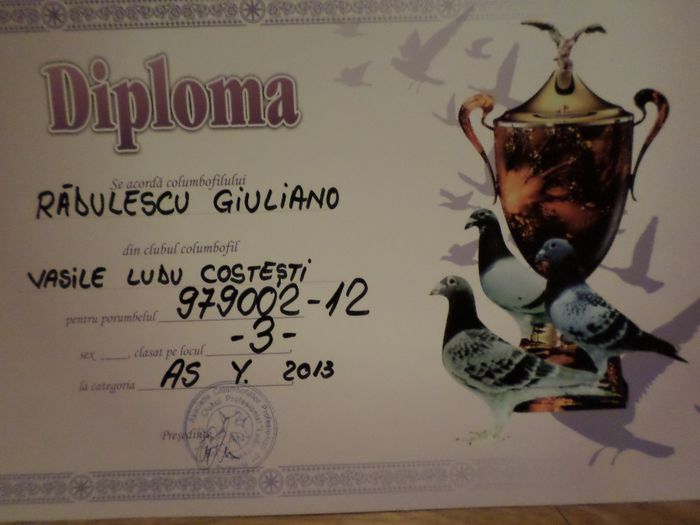 Diploma
Se acordă columbofilului
RĂDULESCU GIULIANO
din clubul columbofil
VASILE LUDU COSTEȘTI
pentru porumbelul 979002-12
sex , clasat pe locul -3-
la categoria AS Y. 2013
Președinte